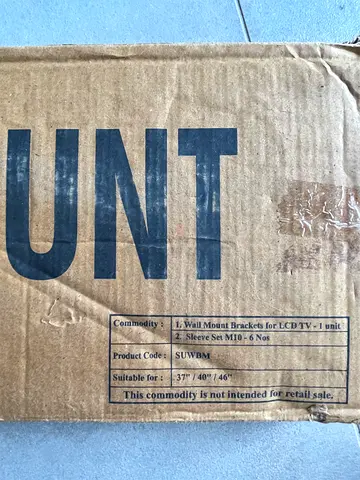 UNT
Commodity : 1. Wall Mount Brackets for LCD TV - 1 unit
2. Sleeve Set M10 - 6 Nos
Product Code : SUWBM
Suitable for : 37" / 40" / 46"
This commodity is not intended for retail sale.